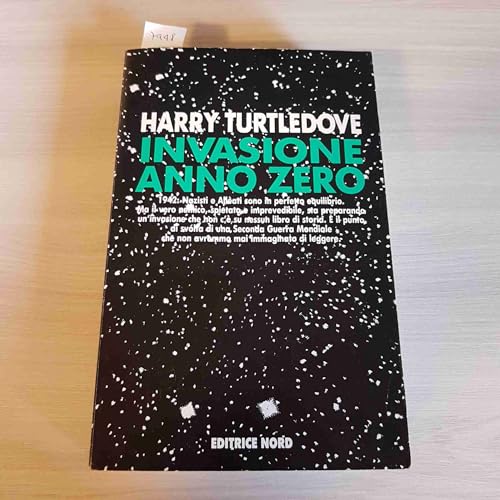 7948
HARRY TURTLEDOVE
INVASIONE
ANNO ZERO
1942: Nazisti e Alleati sono in perfetto equilibrio.
Ma il vero nemico, spietato e imprevedibile, sta preparando
un'invasione che non c'è su nessun libro di storia. È il punto
di svolta di una Seconda Guerra Mondiale
che non avremmo mai immaginato di leggere.
EDITRICE NORD